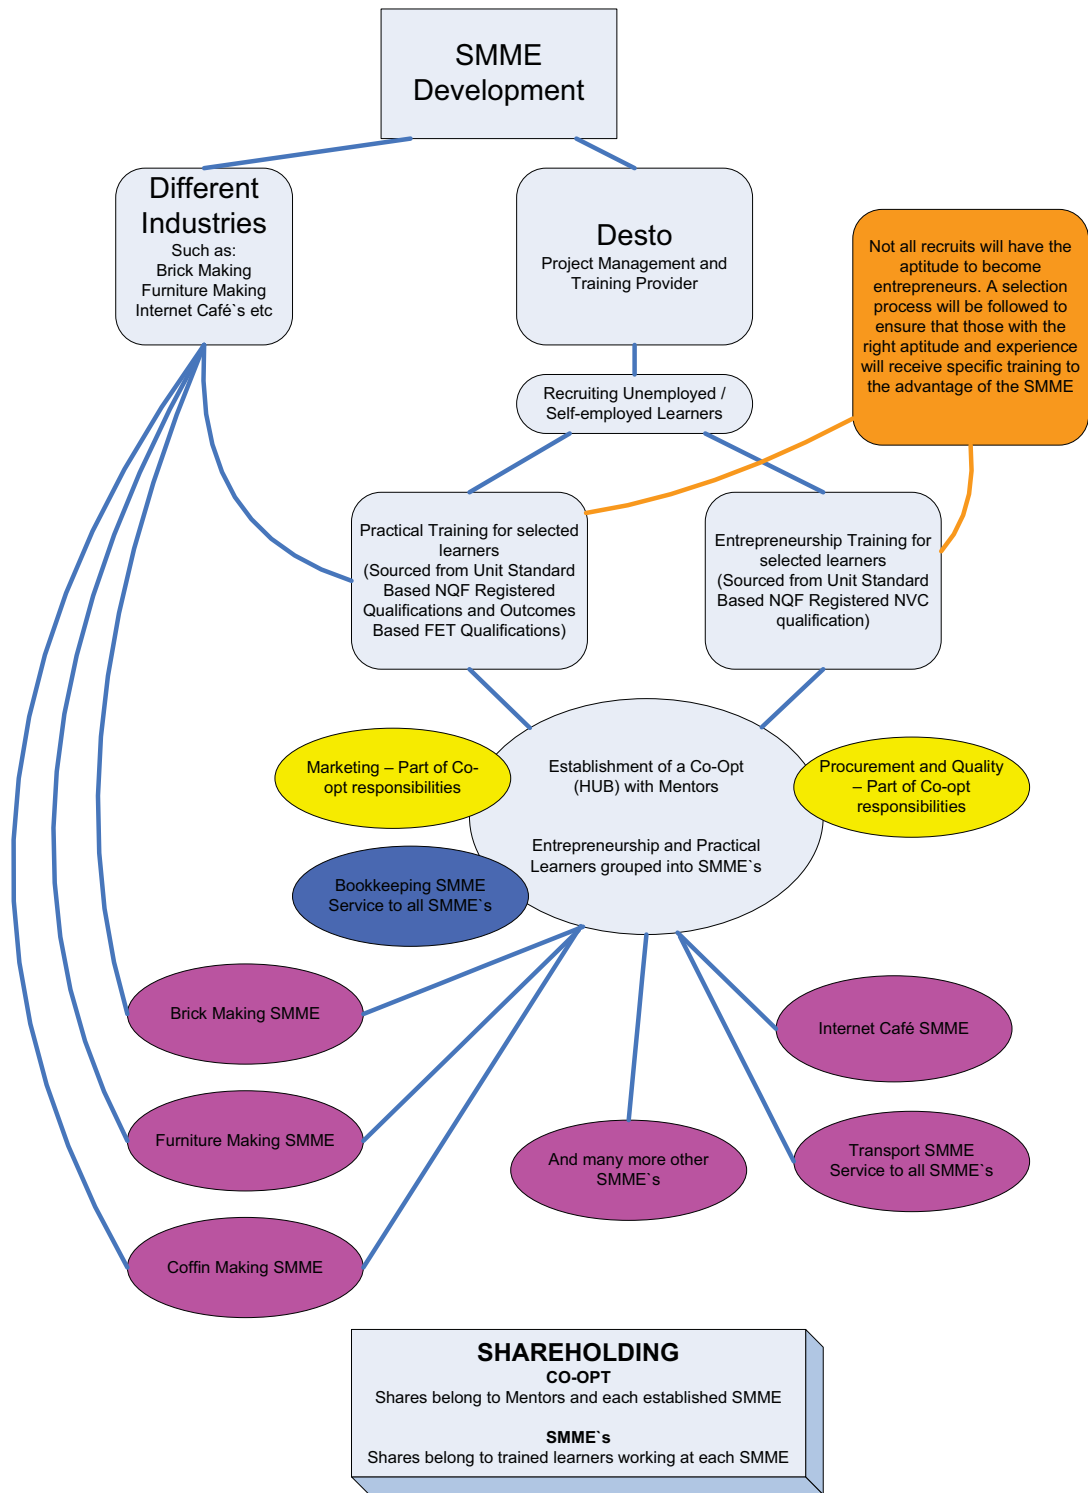 SMME
Development
Different
Industries
Such as:
Brick Making
Furniture Making
Internet Café`s etc
Desto
Project Management and
Training Provider
Not all recruits will have the
aptitude to become
entrepreneurs. A selection
process will be followed to
ensure that those with the
right aptitude and experience
will receive specific training to
the advantage of the SMME
Recruiting Unemployed /
Self-employed Learners
Practical Training for selected
learners
(Sourced from Unit Standard
Based NQF Registered
Qualifications and Outcomes
Based FET Qualifications)
Entrepreneurship Training for
selected learners
(Sourced from Unit Standard
Based NQF Registered NVC
qualification)
Marketing – Part of Co-
opt responsibilities
Establishment of a Co-Opt
(HUB) with Mentors
Entrepreneurship and Practical
Learners grouped into SMME`s
Procurement and Quality
– Part of Co-opt
responsibilities
Bookkeeping SMME
Service to all SMME`s
Brick Making SMME
Internet Café SMME
Furniture Making SMME
And many more other
SMME`s
Transport SMME
Service to all SMME`s
Coffin Making SMME
SHAREHOLDING
CO-OPT
Shares belong to Mentors and each established SMME
SMME`s
Shares belong to trained learners working at each SMME